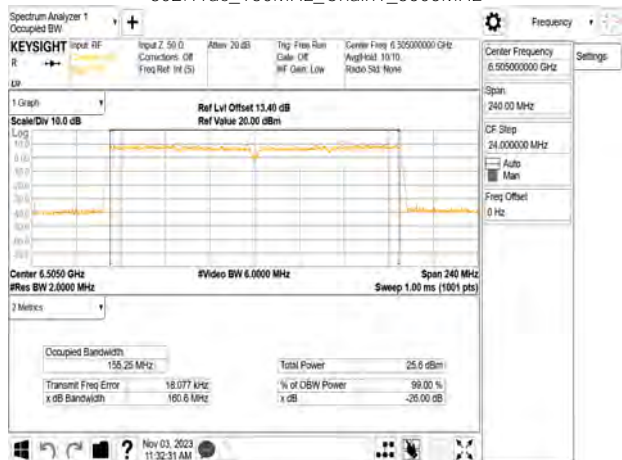 Spectrum Analyzer 1
Occupied BW
Frequency
Settings
KEYSIGHT
Input: RF
R
Input Z: 50 Ω
Corrections: Off
Freq Ref: Int (S)
Atten: 20 dB
Trig: Free Run
Gate: Off
#IF Gain: Low
Center Freq: 6.505000000 GHz
Avg|Hold: 10/10
Radio Std: None
Center Frequency
6.505000000 GHz
Span
240.00 MHz
CF Step
24.000000 MHz
Auto
Man
Freq Offset
0 Hz
1 Graph
Scale/Div 10.0 dB
Ref Lvl Offset 13.40 dB
Ref Value 20.00 dBm
Log
10.0
0.00
Center 6.5050 GHz
#Res BW 2.0000 MHz
#Video BW 6.0000 MHz
Span 240 MHz
Sweep 1.00 ms (1001 pts)
2 Metrics
Occupied Bandwidth
155.25 MHz
Total Power
25.6 dBm
Transmit Freq Error
18.077 kHz
% of OBW Power
99.00 %
x dB Bandwidth
160.6 MHz
x dB
-26.00 dB
Nov 03, 2023
11:32:31 AM